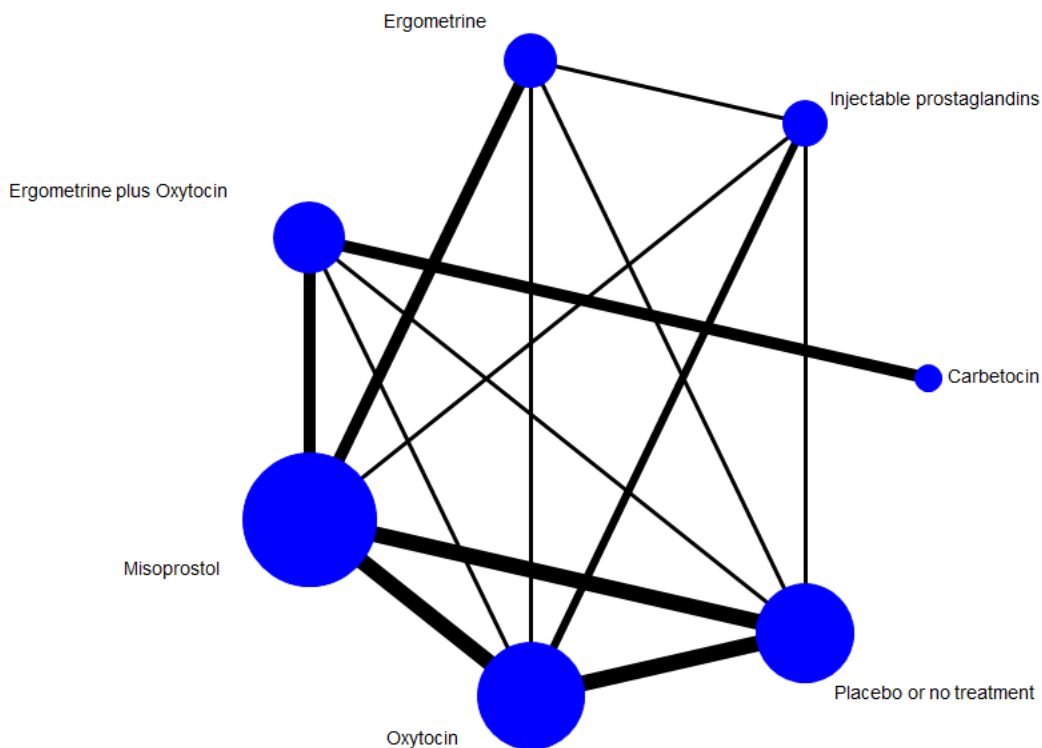 Ergometrine
Injectable prostaglandins
Ergometrine plus Oxytocin
Carbetocin
Misoprostol
Placebo or no treatment
Oxytocin